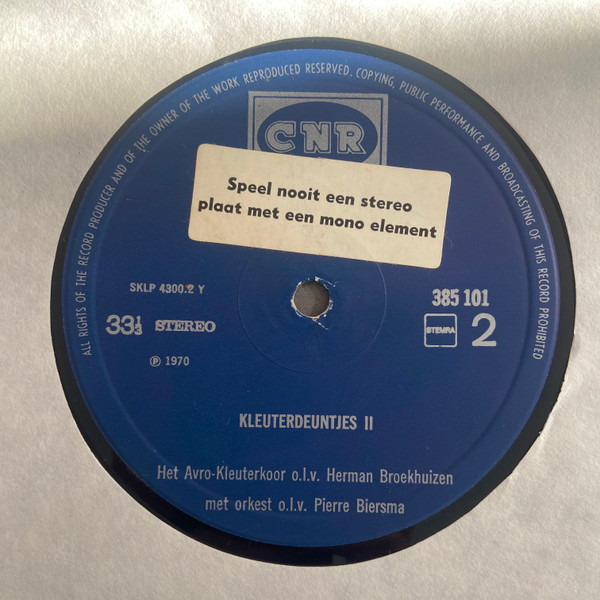 ALL RIGHTS OF THE RECORD PRODUCER AND OF THE OWNER OF THE WORK REPRODUCED RESERVED. COPYING, PUBLIC PERFORMANCE AND BROADCASTING OF THIS RECORD PROHIBITED
CNR
Speel nooit een stereo
plaat met een mono element
SKLP 4300.2 Y
385 101
33⅓ STEREO
STEMRA 2
℗ 1970
KLEUTERDEUNTJES II
Het Avro-Kleuterkoor o.l.v. Herman Broekhuizen
met orkest o.l.v. Pierre Biersma